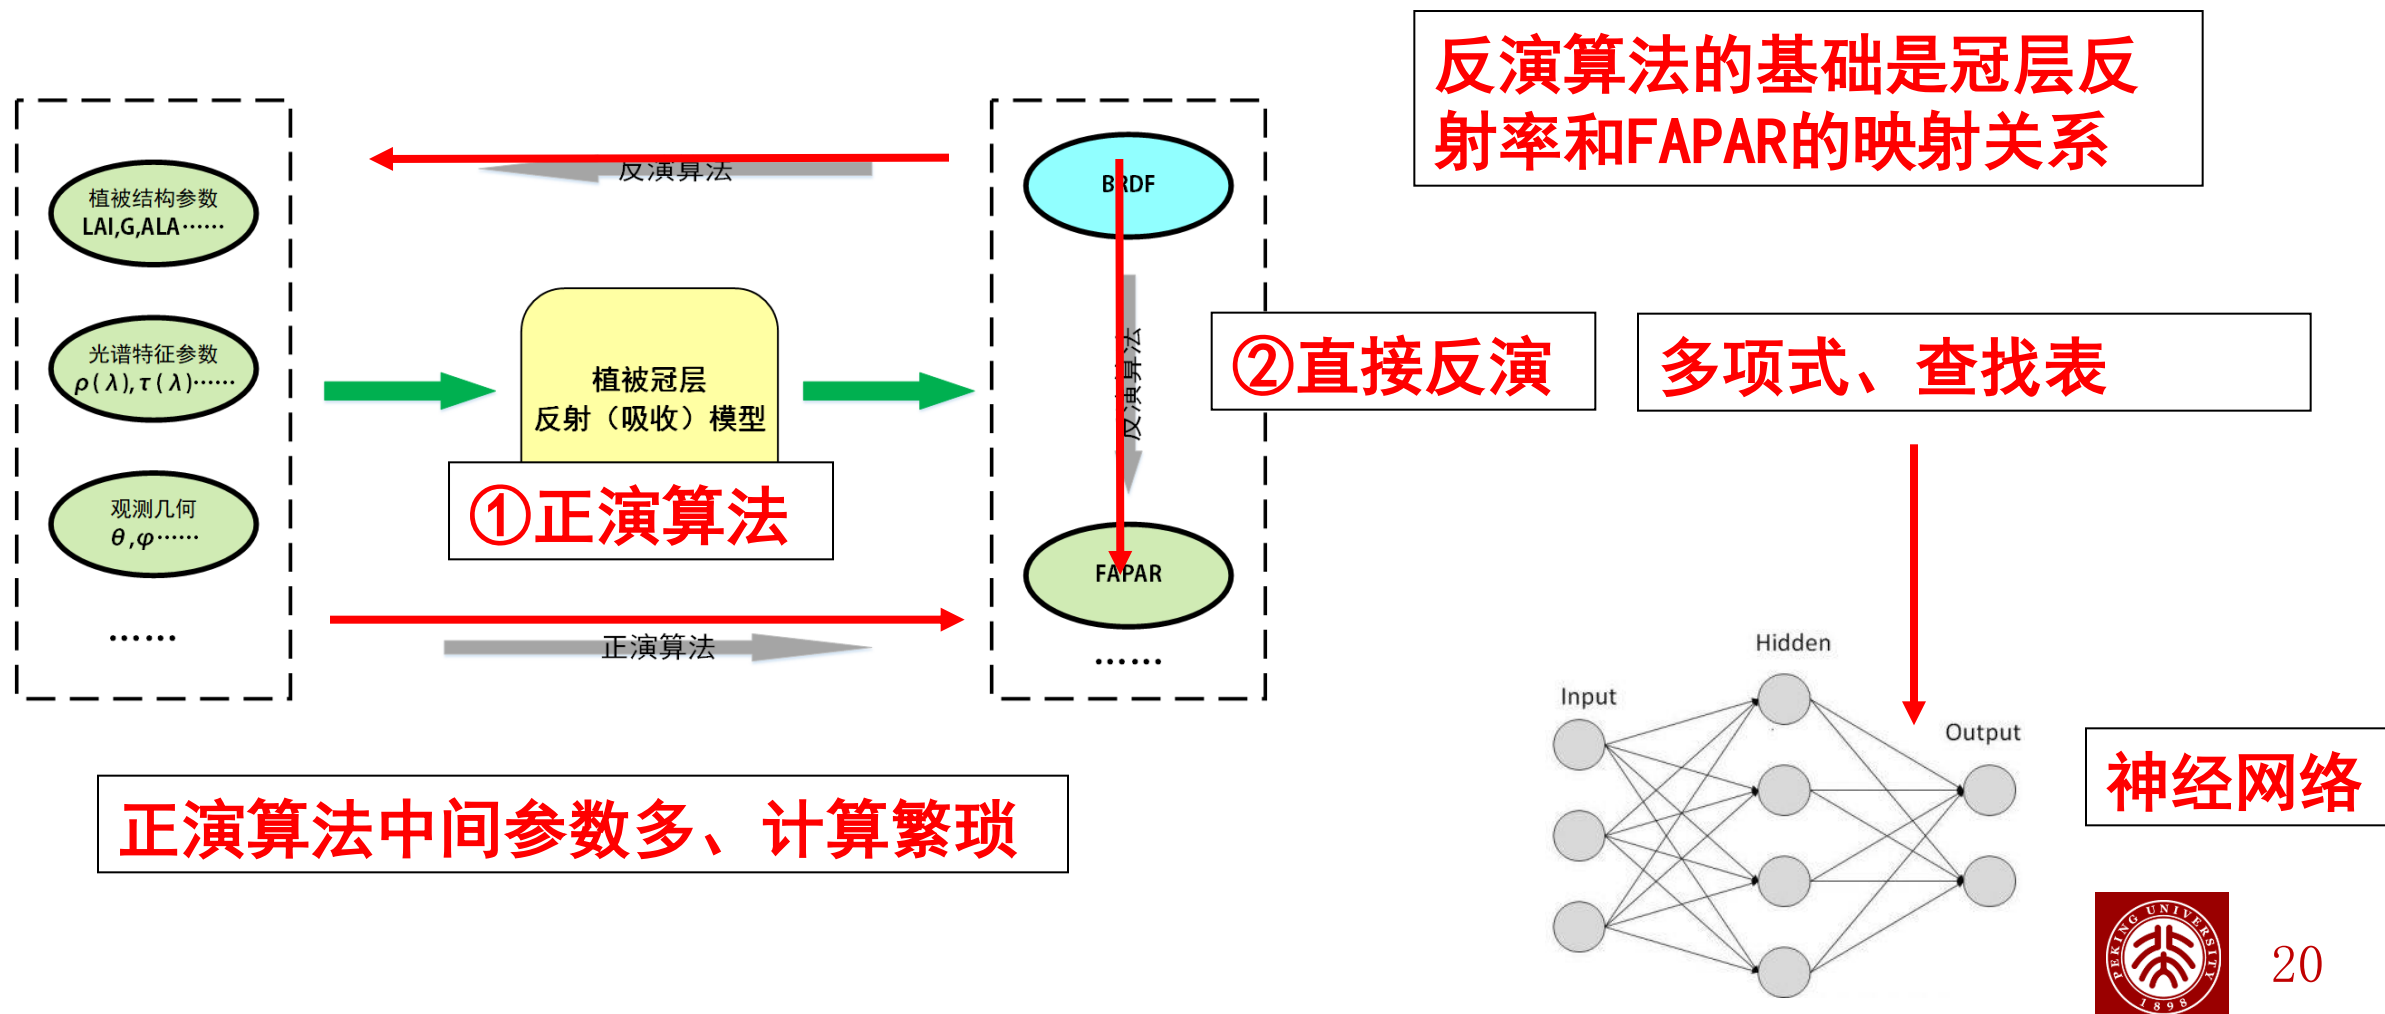 反演算法的基础是冠层反
射率和FAPAR的映射关系
反演算法
植被结构参数
LAI,G,ALA……
BRDF
光谱特征参数
ρ(λ),τ(λ)……
植被冠层
反射（吸收）模型
反演算法
②直接反演
多项式、查找表
①正演算法
观测几何
θ,φ……
……
FAPAR
……
正演算法
Hidden
Input
Output
神经网络
正演算法中间参数多、计算繁琐
PEKING UNIVERSITY
1898
20